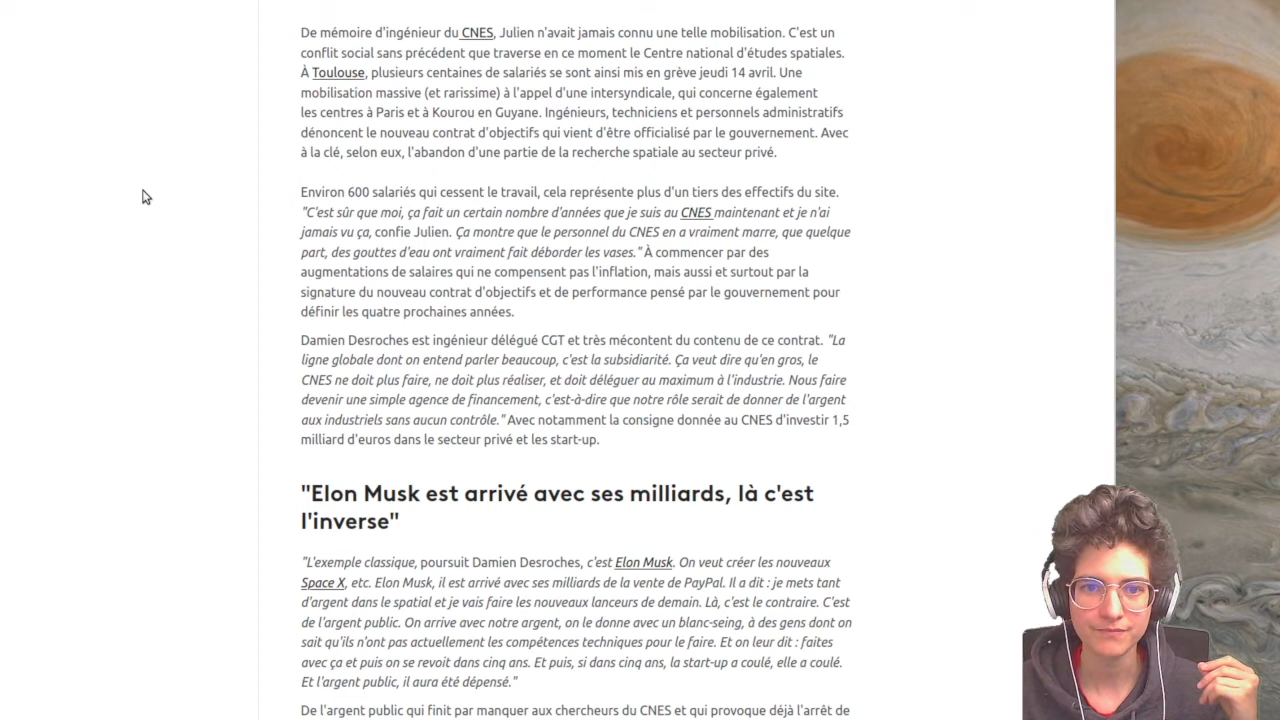 De mémoire d'ingénieur du CNES, Julien n'avait jamais connu une telle mobilisation. C'est un
conflit social sans précédent que traverse en ce moment le Centre national d'études spatiales.
À Toulouse, plusieurs centaines de salariés se sont ainsi mis en grève jeudi 14 avril. Une
mobilisation massive (et rarissime) à l'appel d'une intersyndicale, qui concerne également
les centres à Paris et à Kourou en Guyane. Ingénieurs, techniciens et personnels administratifs
dénoncent le nouveau contrat d'objectifs qui vient d'être officialisé par le gouvernement. Avec
à la clé, selon eux, l'abandon d'une partie de la recherche spatiale au secteur privé.
Environ 600 salariés qui cessent le travail, cela représente plus d'un tiers des effectifs du site.
"C'est sûr que moi, ça fait un certain nombre d'années que je suis au CNES maintenant et je n'ai
jamais vu ça, confie Julien. Ça montre que le personnel du CNES en a vraiment marre, que quelque
part, des gouttes d'eau ont vraiment fait déborder les vases." À commencer par des
augmentations de salaires qui ne compensent pas l'inflation, mais aussi et surtout par la
signature du nouveau contrat d'objectifs et de performance pensé par le gouvernement pour
définir les quatre prochaines années.
Damien Desroches est ingénieur délégué CGT et très mécontent du contenu de ce contrat. "La
ligne globale dont on entend parler beaucoup, c'est la subsidiarité. Ça veut dire qu'en gros, le
CNES ne doit plus faire, ne doit plus réaliser, et doit déléguer au maximum à l'industrie. Nous faire
devenir une simple agence de financement, c'est-à-dire que notre rôle serait de donner de l'argent
aux industriels sans aucun contrôle." Avec notamment la consigne donnée au CNES d'investir 1,5
milliard d'euros dans le secteur privé et les start-up.
"Elon Musk est arrivé avec ses milliards, là c'est
l'inverse"
"L'exemple classique, poursuit Damien Desroches, c'est Elon Musk. On veut créer les nouveaux
Space X, etc. Elon Musk, il est arrivé avec ses milliards de la vente de PayPal. Il a dit : je mets tant
d'argent dans le spatial et je vais faire les nouveaux lanceurs de demain. Là, c'est le contraire. C'est
de l'argent public. On arrive avec notre argent, on le donne avec un blanc-seing, à des gens dont on
sait qu'ils n'ont pas actuellement les compétences techniques pour le faire. Et on leur dit : faites
avec ça et puis on se revoit dans cinq ans. Et puis, si dans cinq ans, la start-up a coulé, elle a coulé.
Et l'argent public, il aura été dépensé."
De l'argent public qui finit par manquer aux chercheurs du CNES et qui provoque déjà l'arrêt de